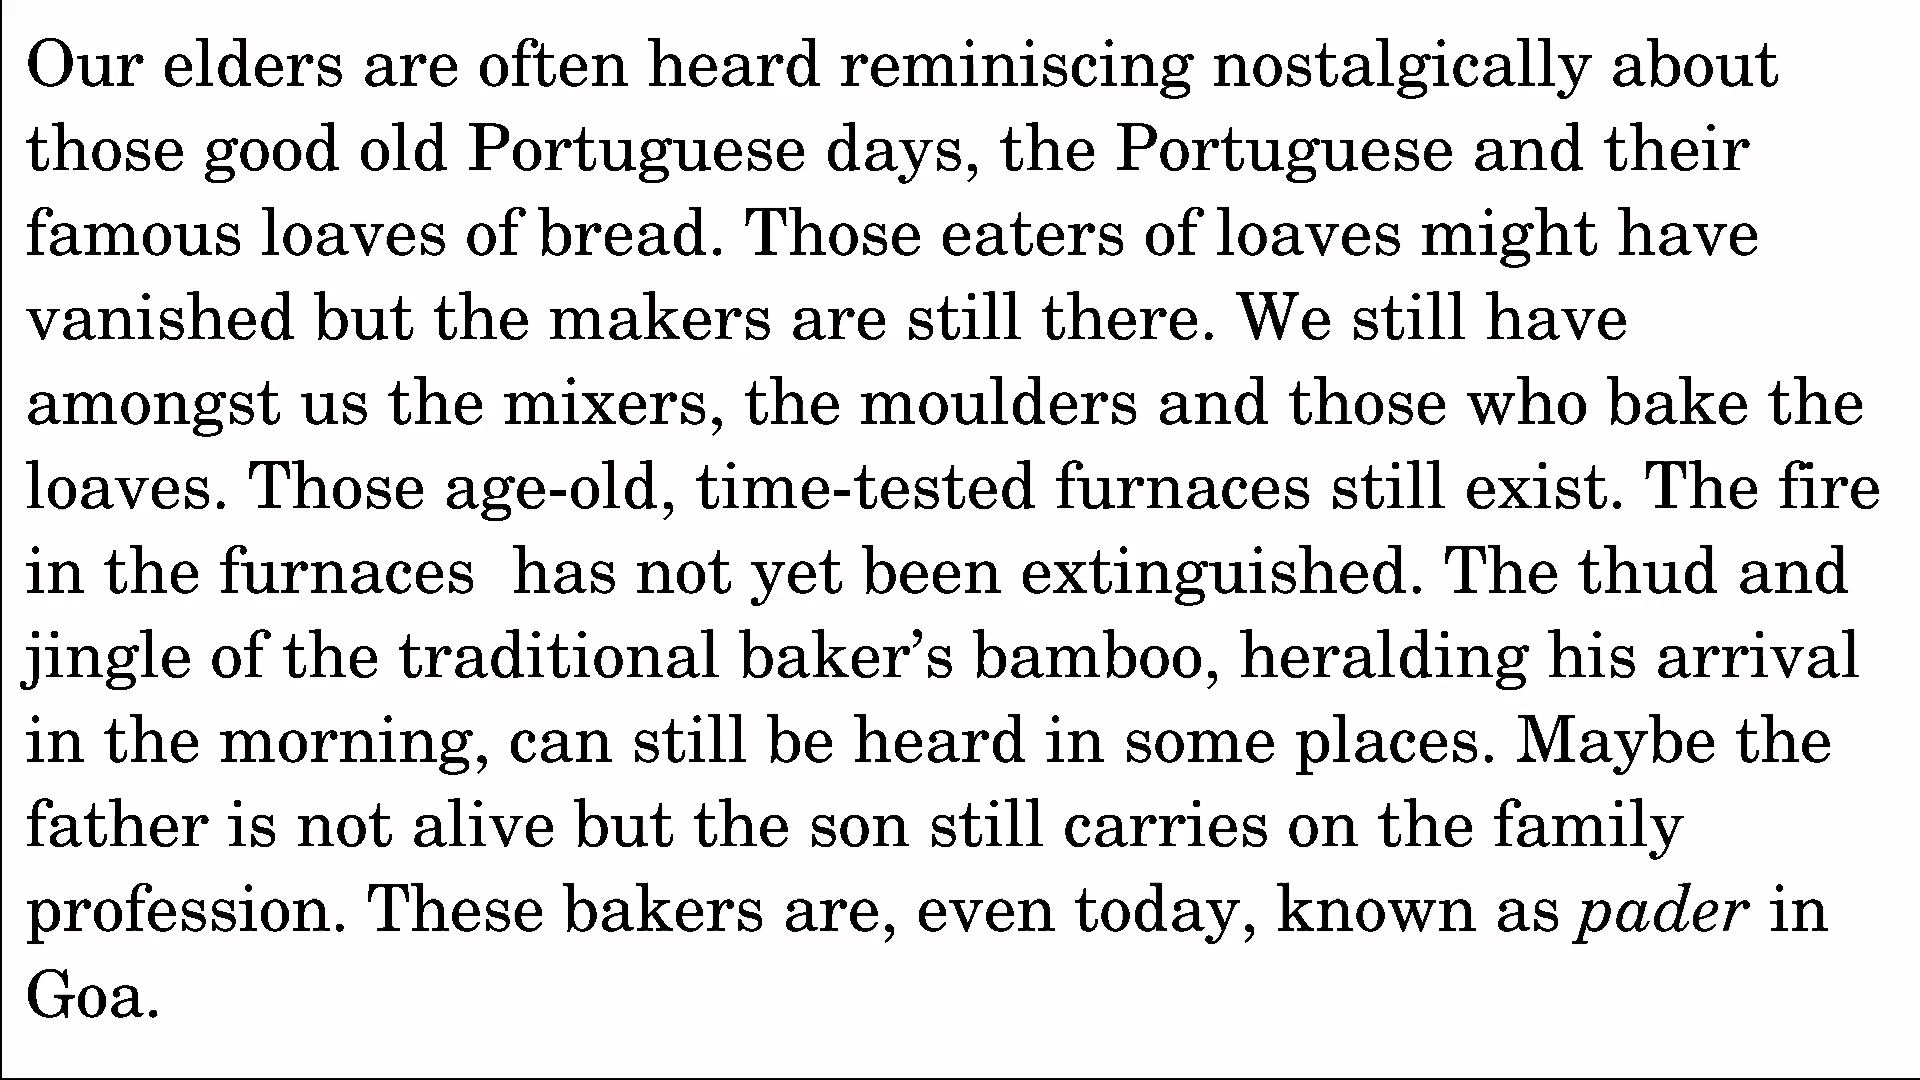 Our elders are often heard reminiscing nostalgically about
those good old Portuguese days, the Portuguese and their
famous loaves of bread. Those eaters of loaves might have
vanished but the makers are still there. We still have
amongst us the mixers, the moulders and those who bake the
loaves. Those age-old, time-tested furnaces still exist. The fire
in the furnaces  has not yet been extinguished. The thud and
jingle of the traditional baker’s bamboo, heralding his arrival
in the morning, can still be heard in some places. Maybe the
father is not alive but the son still carries on the family
profession. These bakers are, even today, known as pader in
Goa.